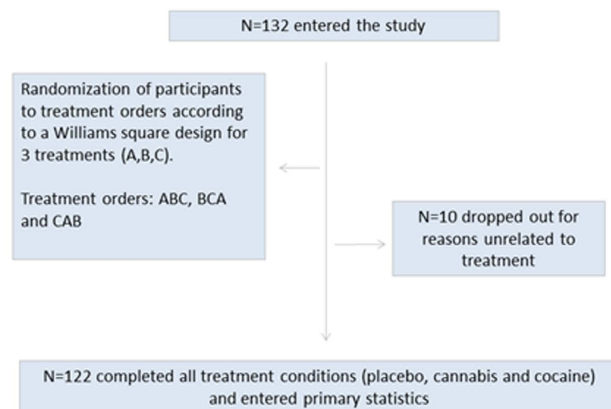 N=132 entered the study
Randomization of participants
to treatment orders according
to a Williams square design for
3 treatments (A,B,C).
Treatment orders: ABC, BCA
and CAB
N=10 dropped out for
reasons unrelated to
treatment
N=122 completed all treatment conditions (placebo, cannabis and cocaine)
and entered primary statistics